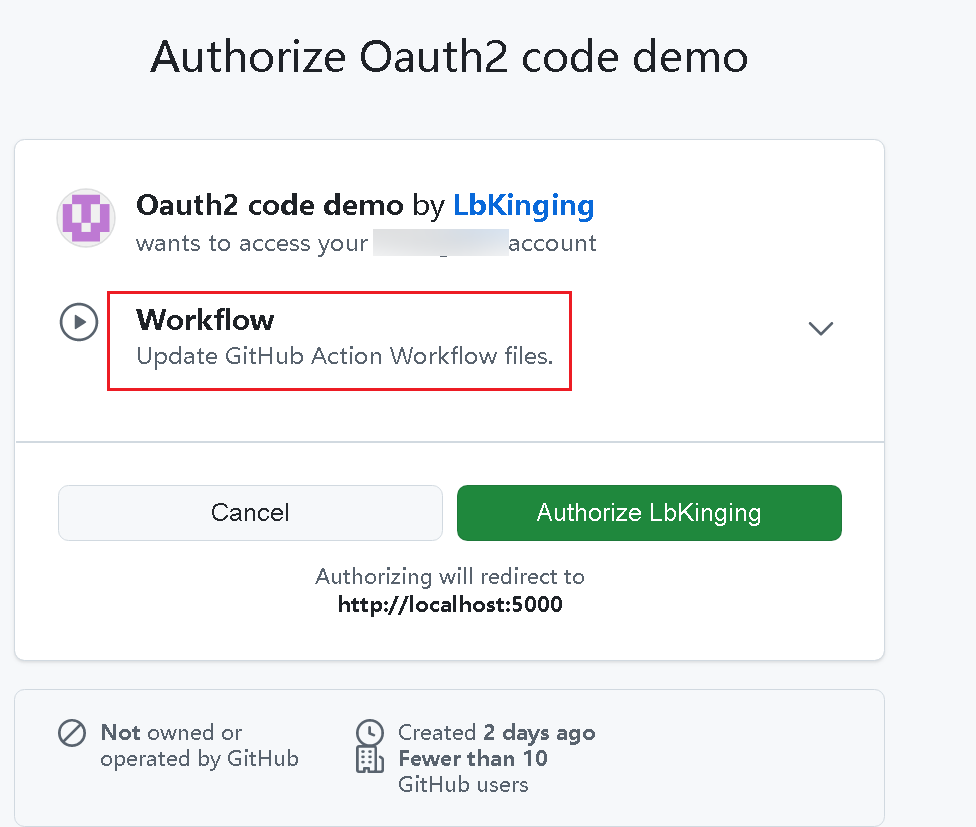 Authorize Oauth2 code demo
Oauth2 code demo by LbKinging
wants to access your account
Workflow
Update GitHub Action Workflow files.
Cancel
Authorize LbKinging
Authorizing will redirect to
http://localhost:5000
Not owned or
operated by GitHub
Created 2 days ago
Fewer than 10
GitHub users